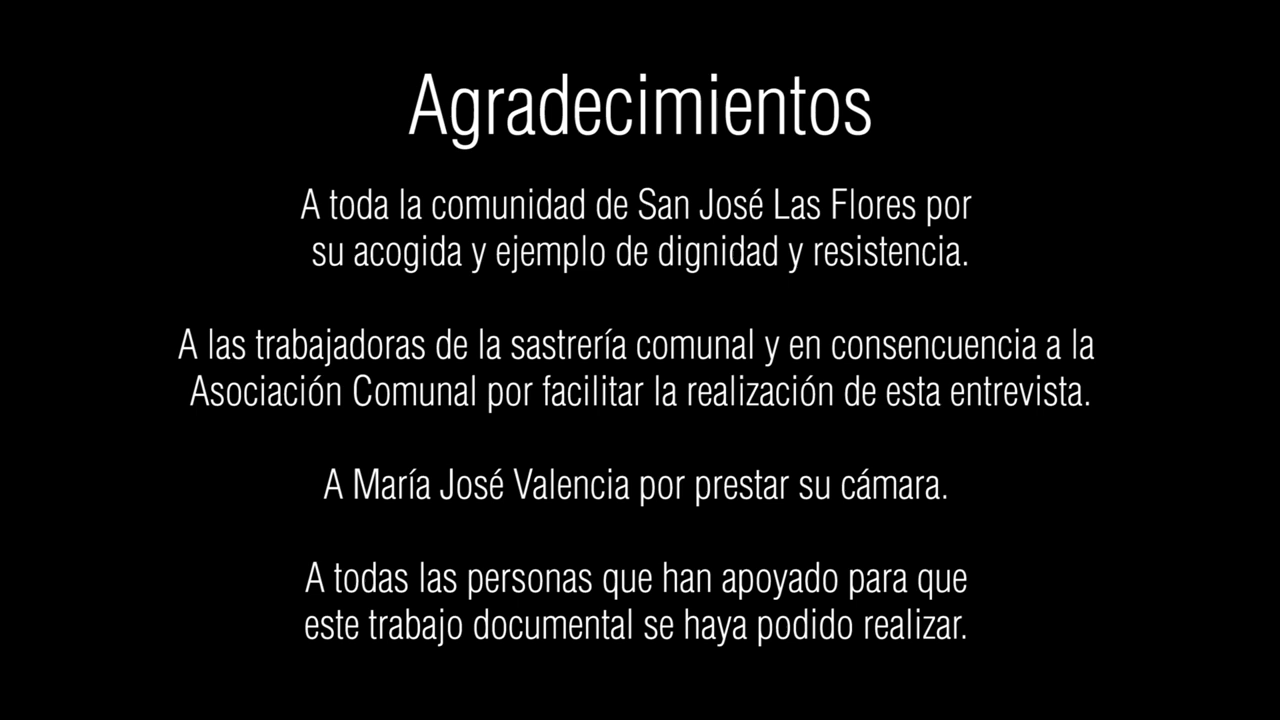 Agradecimientos
A toda la comunidad de San José Las Flores por
su acogida y ejemplo de dignidad y resistencia.
A las trabajadoras de la sastrería comunal y en consencuencia a la
Asociación Comunal por facilitar la realización de esta entrevista.
A María José Valencia por prestar su cámara.
A todas las personas que han apoyado para que
este trabajo documental se haya podido realizar.